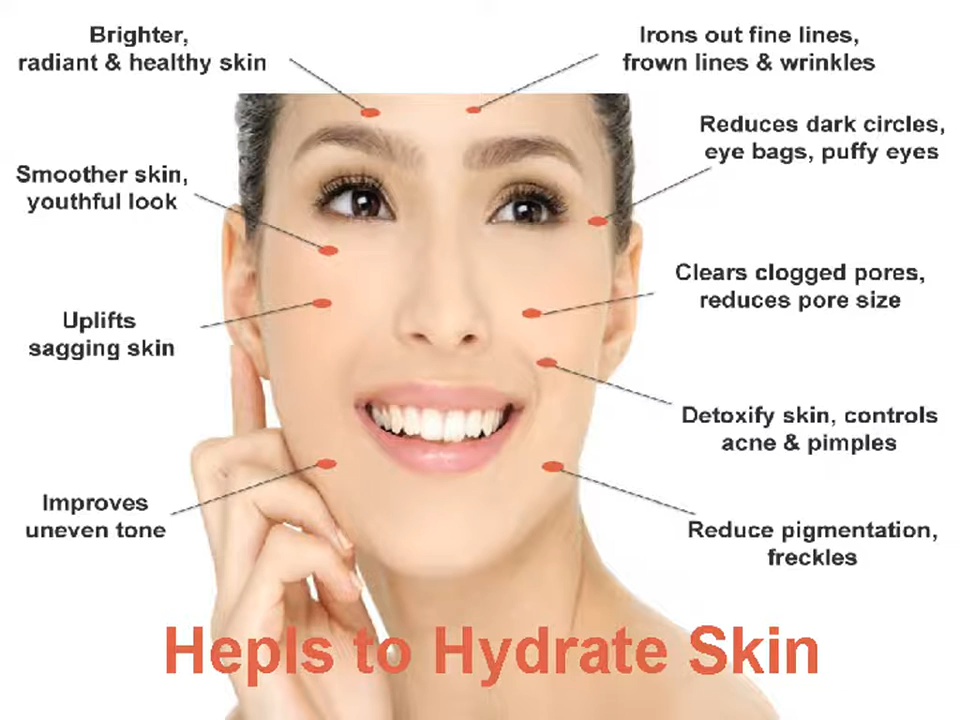 Brighter,
radiant & healthy skin
Irons out fine lines,
frown lines & wrinkles
Reduces dark circles,
eye bags, puffy eyes
Smoother skin,
youthful look
Clears clogged pores,
reduces pore size
Uplifts
sagging skin
Detoxify skin, controls
acne & pimples
Improves
uneven tone
Reduce pigmentation,
freckles
Hepls to Hydrate Skin